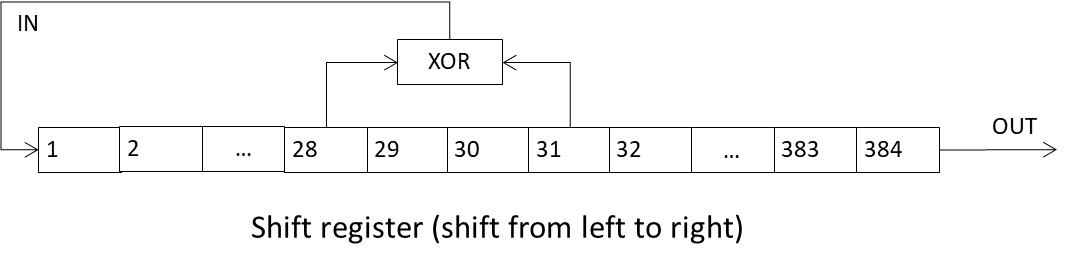 IN
XOR
OUT
1 2 ... 28 29 30 31 32 ... 383 384
Shift register (shift from left to right)